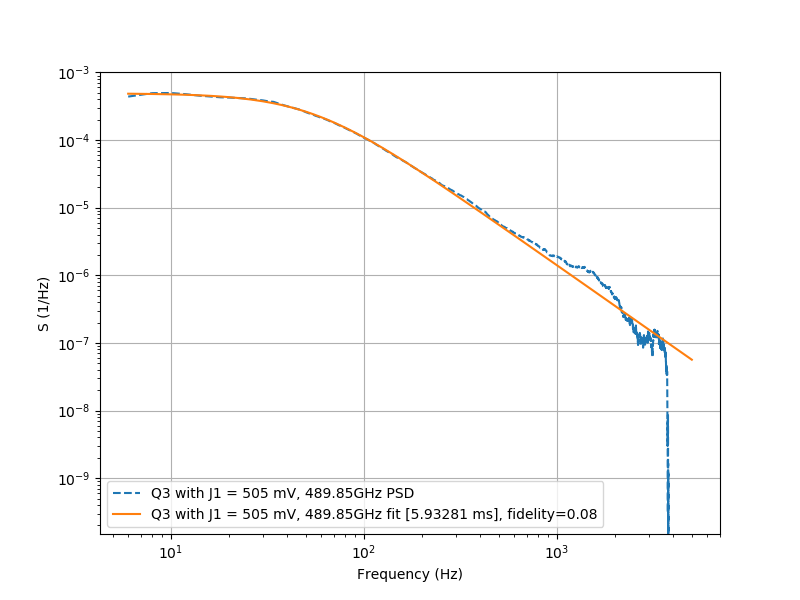 10⁻³
10⁻⁴
10⁻⁵
10⁻⁶
10⁻⁷
10⁻⁸
10⁻⁹
S (1/Hz)
Q3 with J1 = 505 mV, 489.85GHz PSD
Q3 with J1 = 505 mV, 489.85GHz fit [5.93281 ms], fidelity=0.08
10¹ 10² 10³
Frequency (Hz)